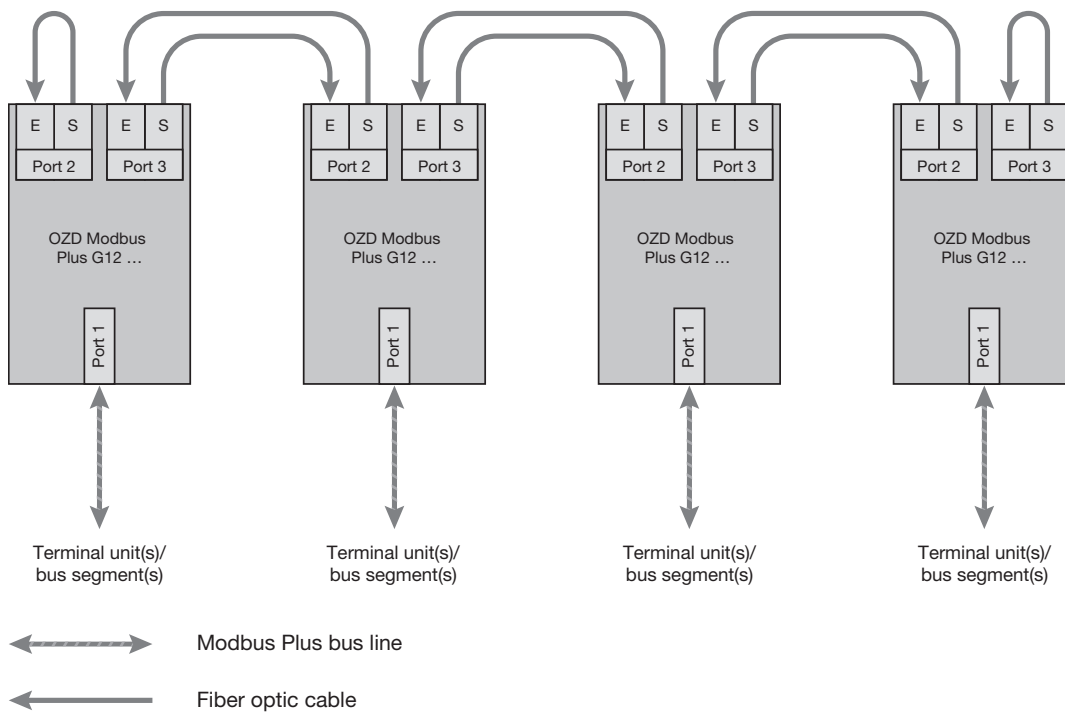 E S E S E S E S E S E S E S E S
Port 2 Port 3 Port 2 Port 3 Port 2 Port 3 Port 2 Port 3
OZD Modbus OZD Modbus OZD Modbus OZD Modbus
Plus G12 … Plus G12 … Plus G12 … Plus G12 …
Port 1 Port 1 Port 1 Port 1
Terminal unit(s)/ Terminal unit(s)/ Terminal unit(s)/ Terminal unit(s)/
bus segment(s) bus segment(s) bus segment(s) bus segment(s)
Modbus Plus bus line
Fiber optic cable